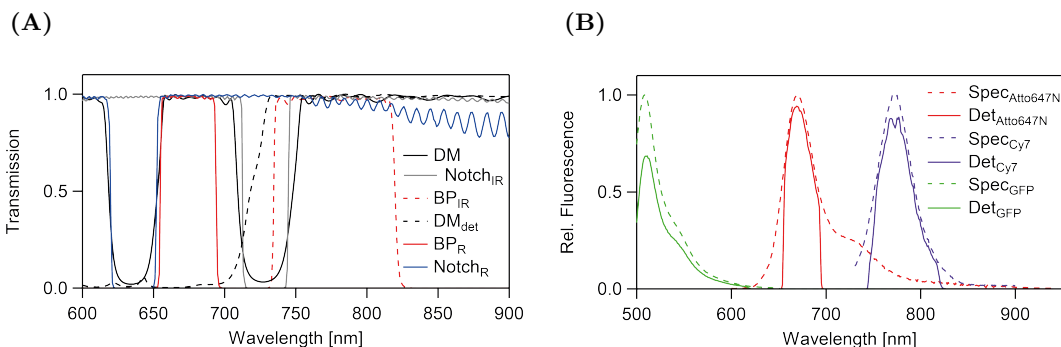 (A)
Transmission
1.0
0.5
0.0
600 650 700 750 800 850 900
Wavelength [nm]
DM
Notch_IR
BP_IR
DM_det
BP_R
Notch_R
(B)
Rel. Fluorescence
1.0
0.5
0.0
500 600 700 800 900
Wavelength [nm]
Spec_Atto647N
Det_Atto647N
Spec_Cy7
Det_Cy7
Spec_GFP
Det_GFP